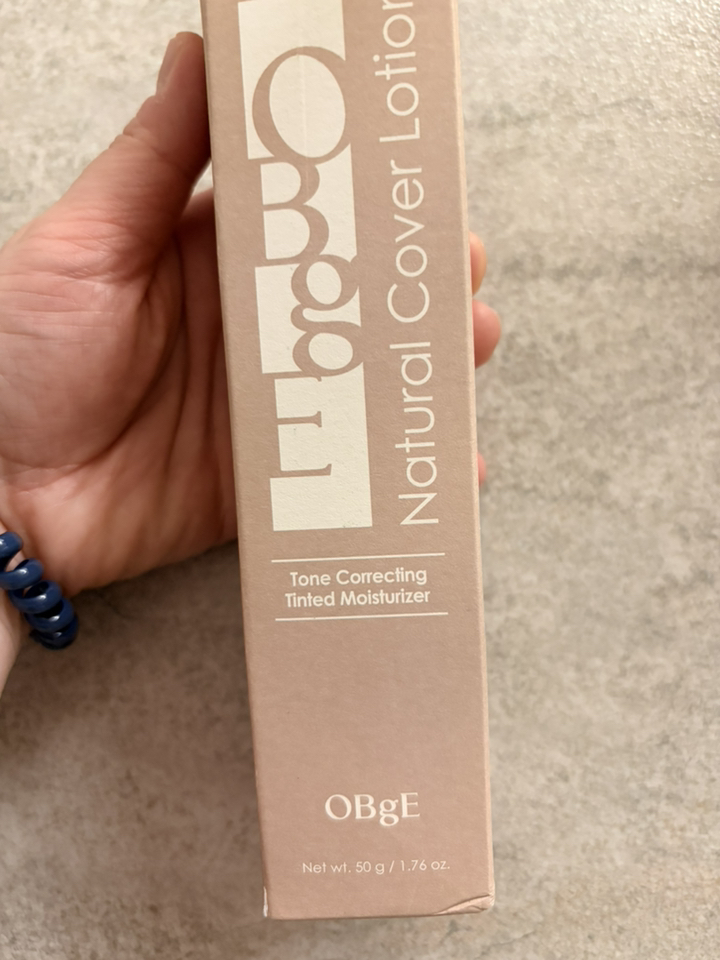 OBgE
Natural Cover Lotion
Tone Correcting
Tinted Moisturizer
OBgE
Net wt. 50 g / 1.76 oz.